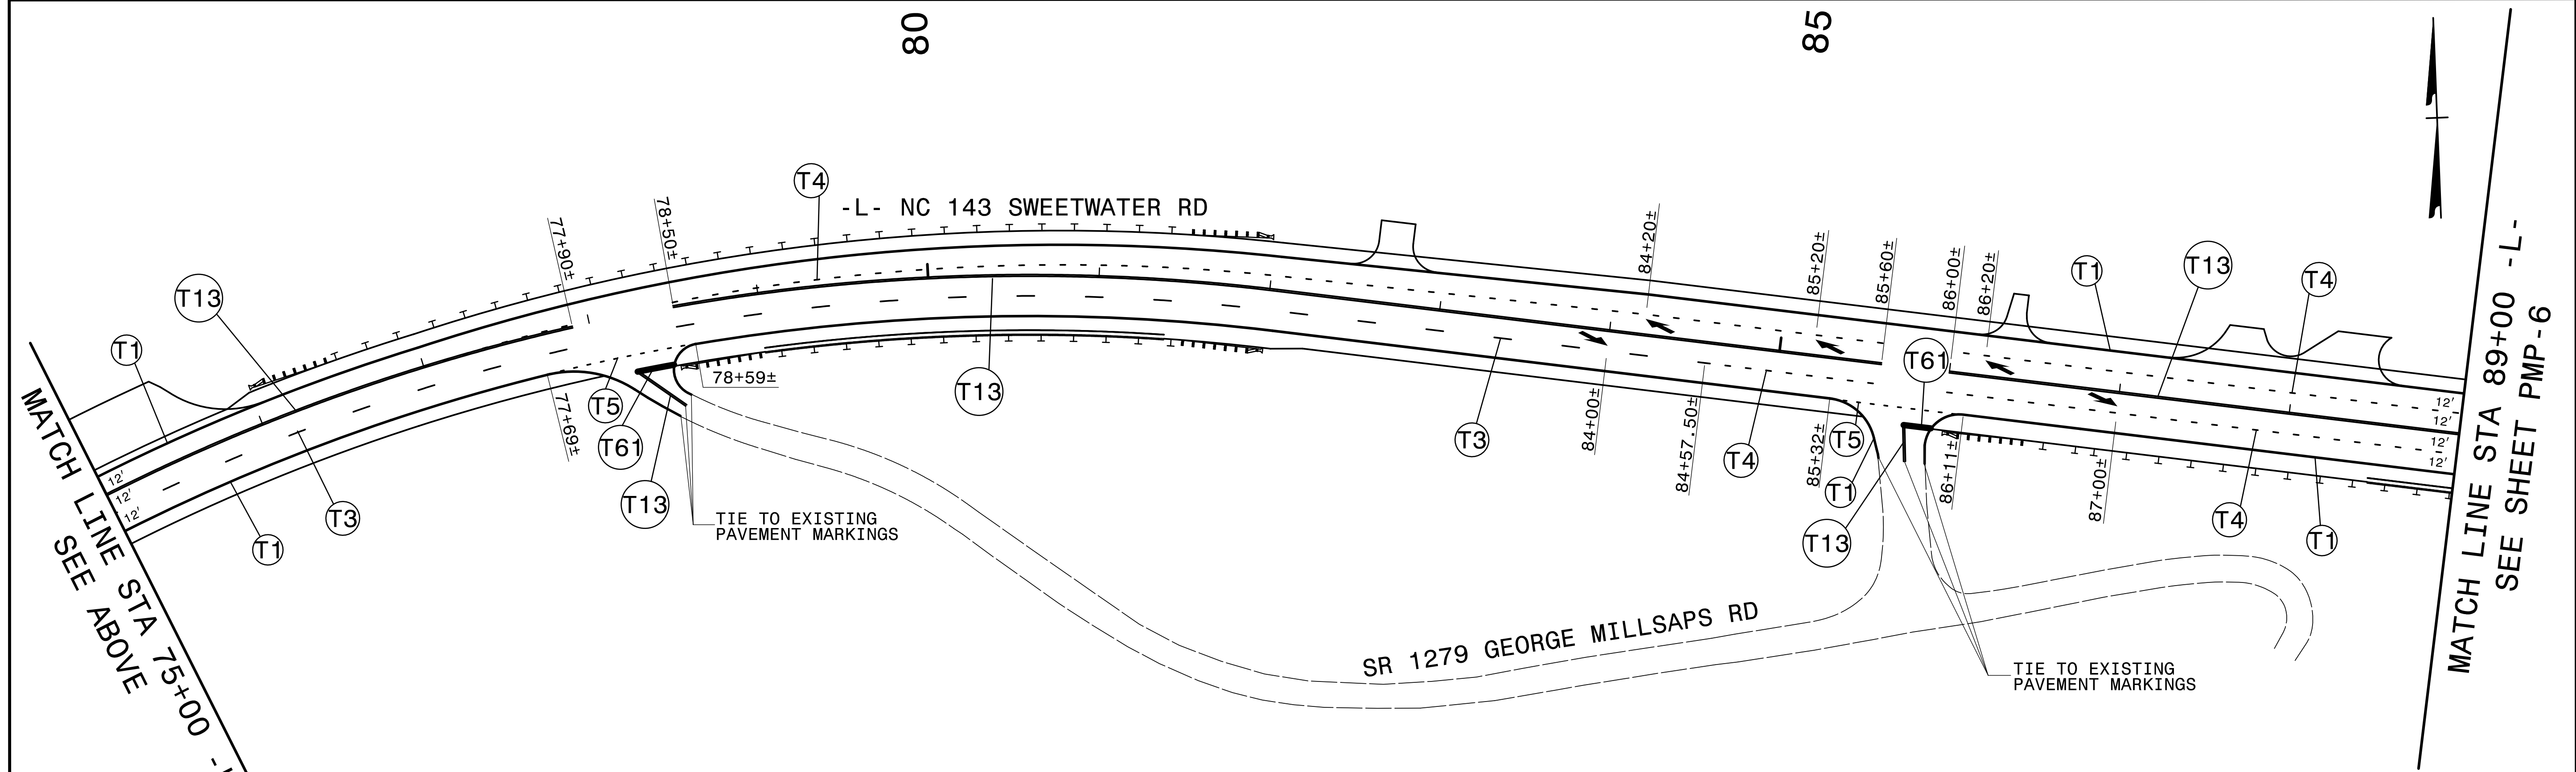 80
85
T4
-L- NC 143 SWEETWATER RD
77+90±
78+50±
84+20±
85+20±
85+60±
86+00±
86+20±
T1
T13
T4
T13
T1
T61
12'
12'
12'
T1
T3
77+69±
T5
T61
T13
78+59±
TIE TO EXISTING
PAVEMENT MARKINGS
T13
T3
84+00±
84+57.50±
T4
85+32±
T5
T1
T13
86+11±
87+00±
T4
T1
12'
12'
12'
12'
SR 1279 GEORGE MILLSAPS RD
TIE TO EXISTING
PAVEMENT MARKINGS
MATCH LINE STA 75+00 -
SEE ABOVE
MATCH LINE STA 89+00 -L-
SEE SHEET PMP-6